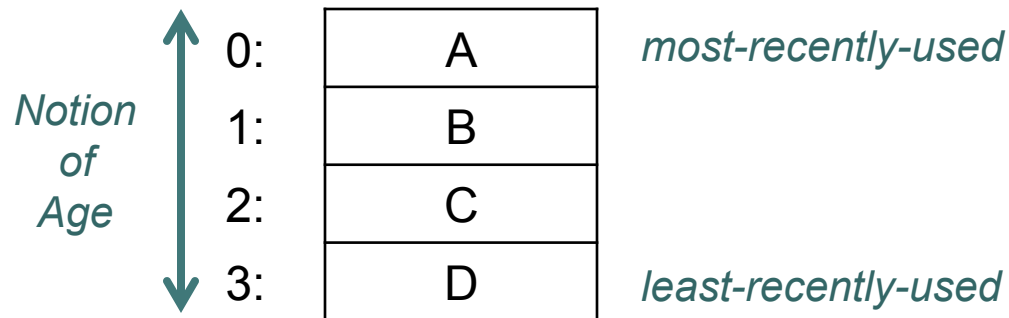 0: A most-recently-used
Notion
of
Age
1: B
2: C
3: D least-recently-used